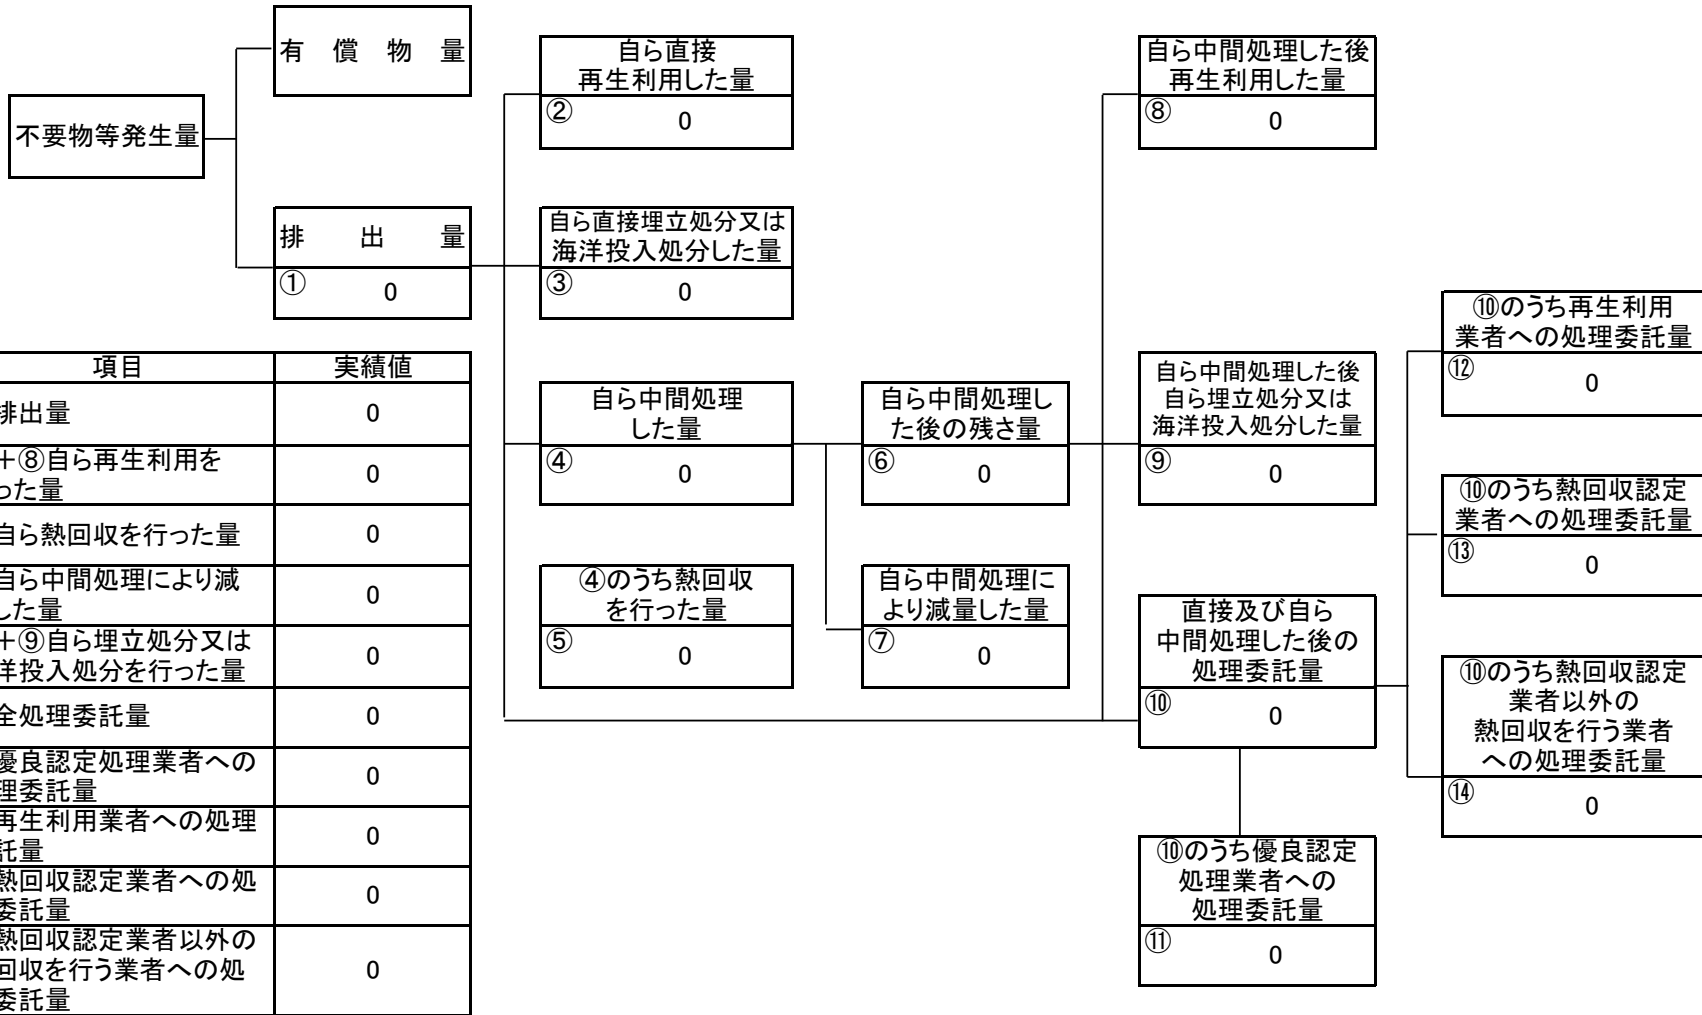 有償物量
不要物等発生量
排出量
①
0
自ら直接
再生利用した量
②
0
自ら直接埋立処分又は
海洋投入処分した量
③
0
自ら中間処理
した量
④
0
④のうち熱回収
を行った量
⑤
0
自ら中間処理し
た後の残さ量
⑥
0
自ら中間処理に
より減量した量
⑦
0
自ら中間処理した後
再生利用した量
⑧
0
自ら中間処理した後
自ら埋立処分又は
海洋投入処分した量
⑨
0
直接及び自ら
中間処理した後の
処理委託量
⑩
0
⑩のうち優良認定
処理業者への
処理委託量
⑪
0
⑩のうち再生利用
業者への処理委託量
⑫
0
⑩のうち熱回収認定
業者への処理委託量
⑬
0
⑩のうち熱回収認定
業者以外の
熱回収を行う業者
への処理委託量
⑭
0
項目 実績値
排出量 0
+⑧自ら再生利用を
った量 0
自ら熱回収を行った量 0
自ら中間処理により減
した量 0
+⑨自ら埋立処分又は
洋投入処分を行った量 0
全処理委託量 0
優良認定処理業者への
理委託量 0
再生利用業者への処理
託量 0
熱回収認定業者への処
委託量 0
熱回収認定業者以外の
回収を行う業者への処
委託量 0